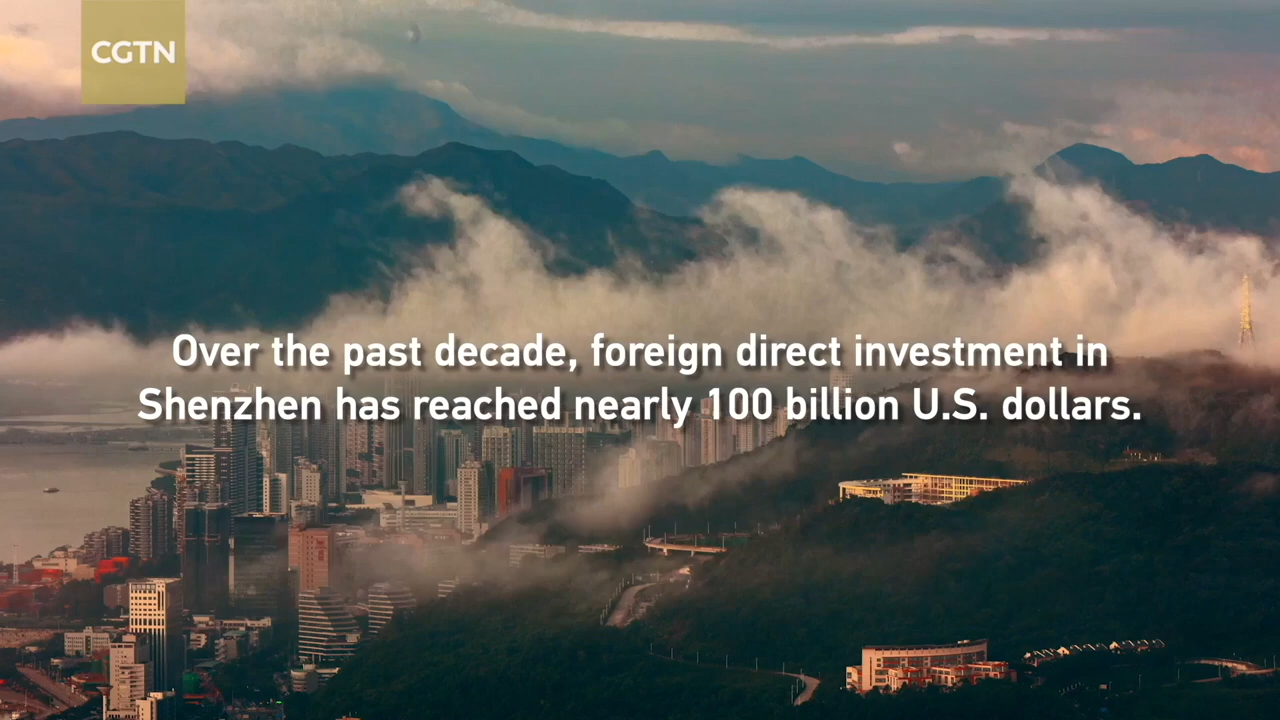 CGTN
Over the past decade, foreign direct investment in
Shenzhen has reached nearly 100 billion U.S. dollars.